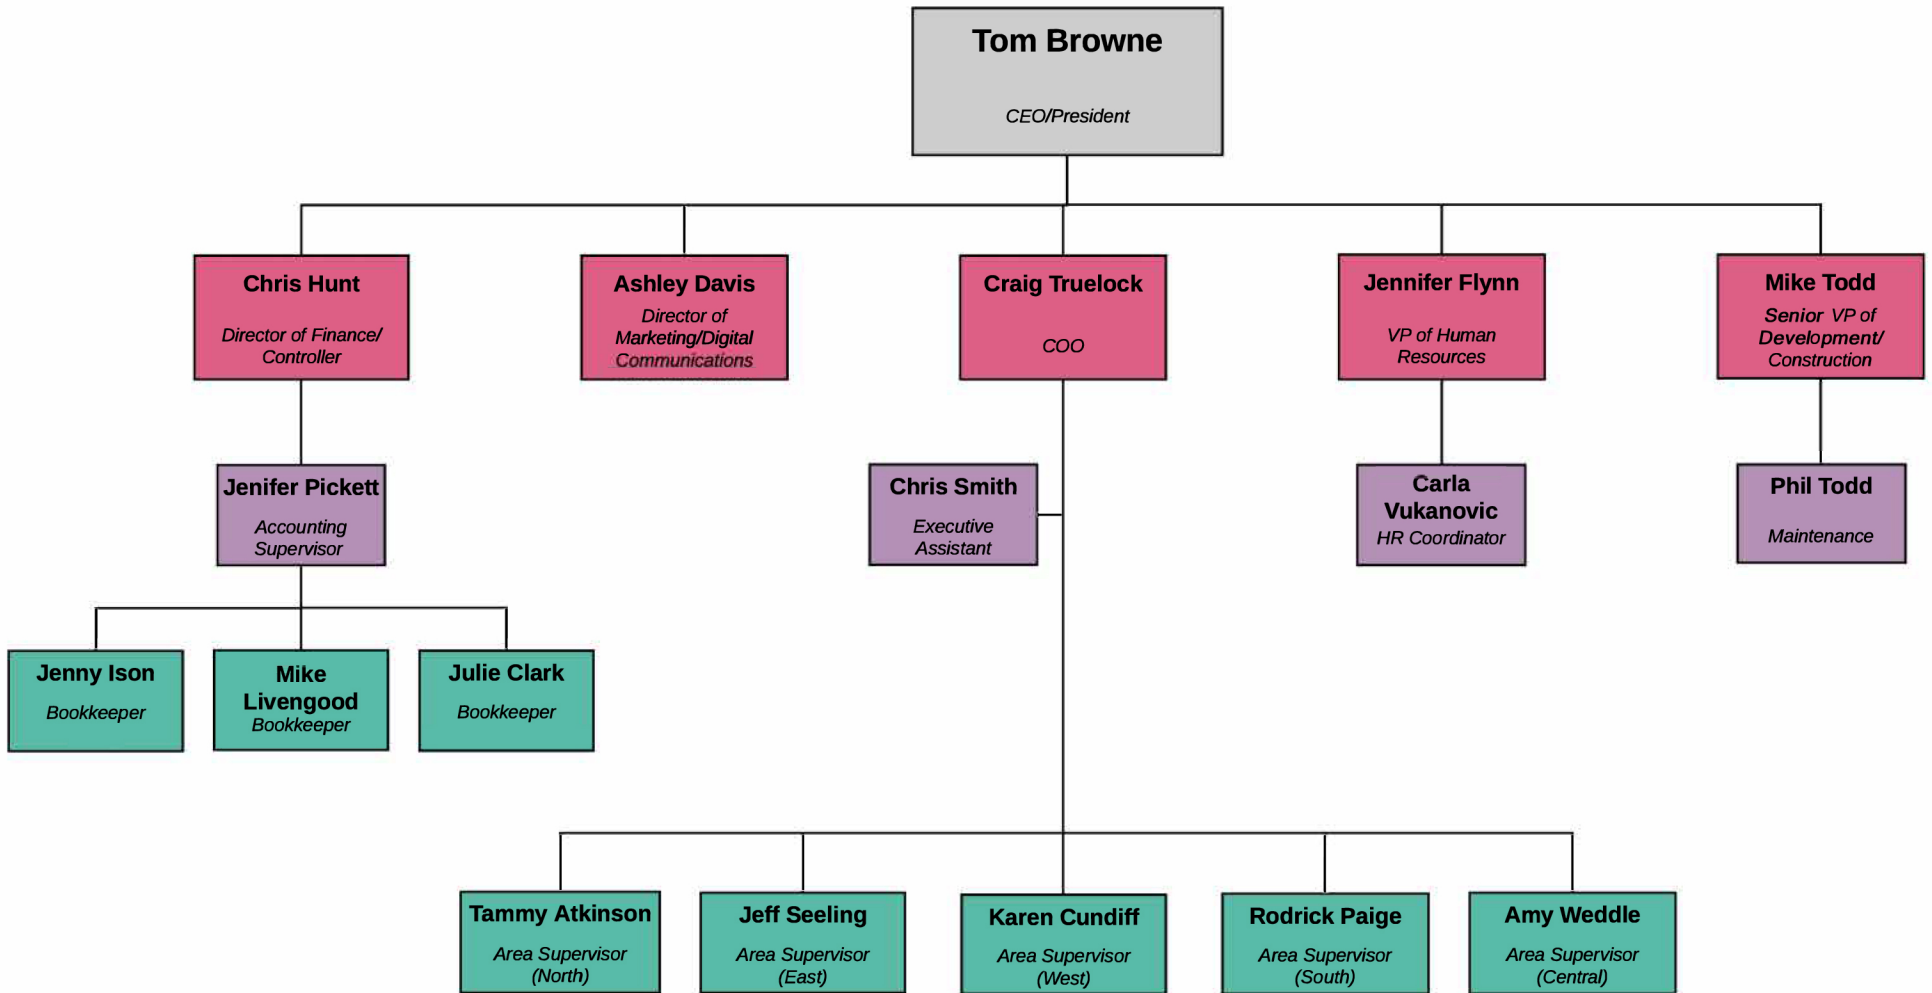 Tom Browne
CEO/President
Chris Hunt
Director of Finance/
Controller
Ashley Davis
Director of
Marketing/Digital
Communications
Craig Truelock
COO
Jennifer Flynn
VP of Human
Resources
Mike Todd
Senior VP of
Development/
Construction
Jenifer Pickett
Accounting
Supervisor
Chris Smith
Executive
Assistant
Carla
Vukanovic
HR Coordinator
Phil Todd
Maintenance
Jenny Ison
Bookkeeper
Mike
Livengood
Bookkeeper
Julie Clark
Bookkeeper
Tammy Atkinson
Area Supervisor
(North)
Jeff Seeling
Area Supervisor
(East)
Karen Cundiff
Area Supervisor
(West)
Rodrick Paige
Area Supervisor
(South)
Amy Weddle
Area Supervisor
(Central)